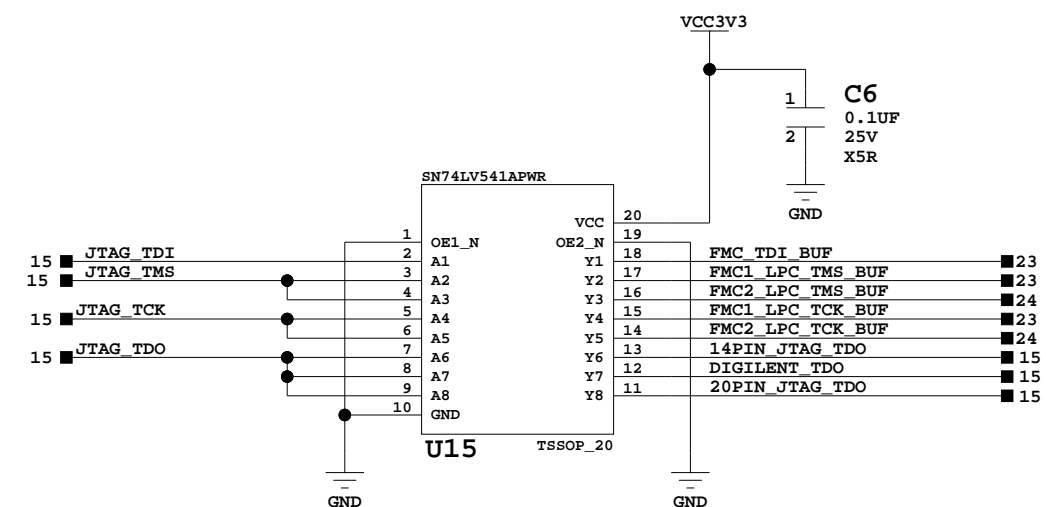 VCC3V3
C6
1
0.1UF
2
25V
X5R
GND
SN74LV541APWR
VCC 20
1 OE1_N OE2_N 19
15 JTAG_TDI 2 A1 Y1 18 FMC_TDI_BUF 23
15 JTAG_TMS 3 A2 Y2 17 FMC1_LPC_TMS_BUF 23
4 A3 Y3 16 FMC2_LPC_TMS_BUF 24
15 JTAG_TCK 5 A4 Y4 15 FMC1_LPC_TCK_BUF 23
6 A5 Y5 14 FMC2_LPC_TCK_BUF 24
15 JTAG_TDO 7 A6 Y6 13 14PIN_JTAG_TDO 15
8 A7 Y7 12 DIGILENT_TDO 15
9 A8 Y8 11 20PIN_JTAG_TDO 15
10 GND
U15 TSSOP_20
GND GND